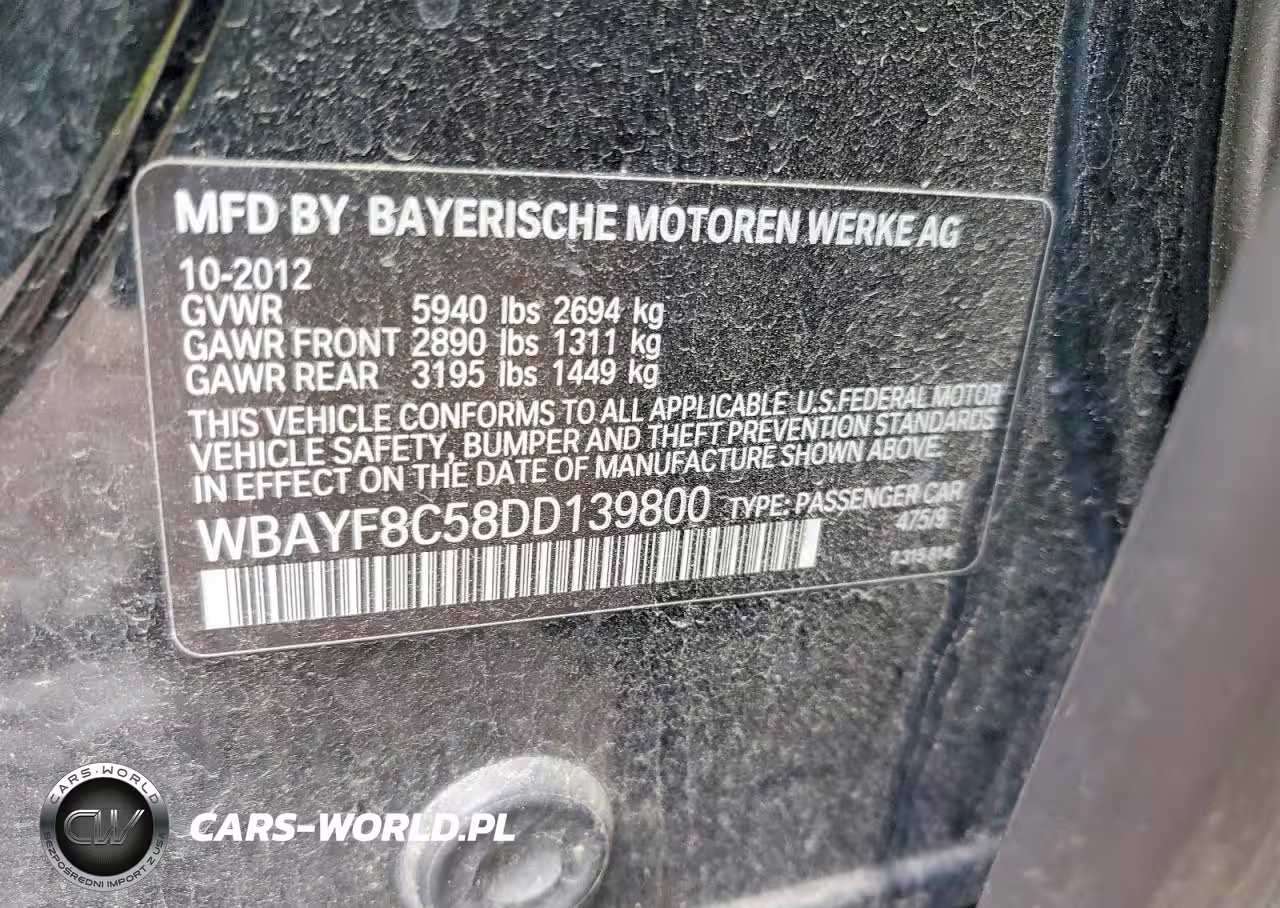 MFD BY BAYERISCHE MOTOREN WERKE AG
10-2012
GVWR 5940 lbs 2694 kg
GAWR FRONT 2890 lbs 1311 kg
GAWR REAR 3195 lbs 1449 kg
THIS VEHICLE CONFORMS TO ALL APPLICABLE U.S.FEDERAL MOTOR
VEHICLE SAFETY, BUMPER AND THEFT PREVENTION STANDARDS
IN EFFECT ON THE DATE OF MANUFACTURE SHOWN ABOVE.
WBAYF8C58DD139800 TYPE: PASSENGER CAR
475/9
CARS-WORLD
CW
BEZPOŚREDNI IMPORT Z USA
CARS-WORLD.PL